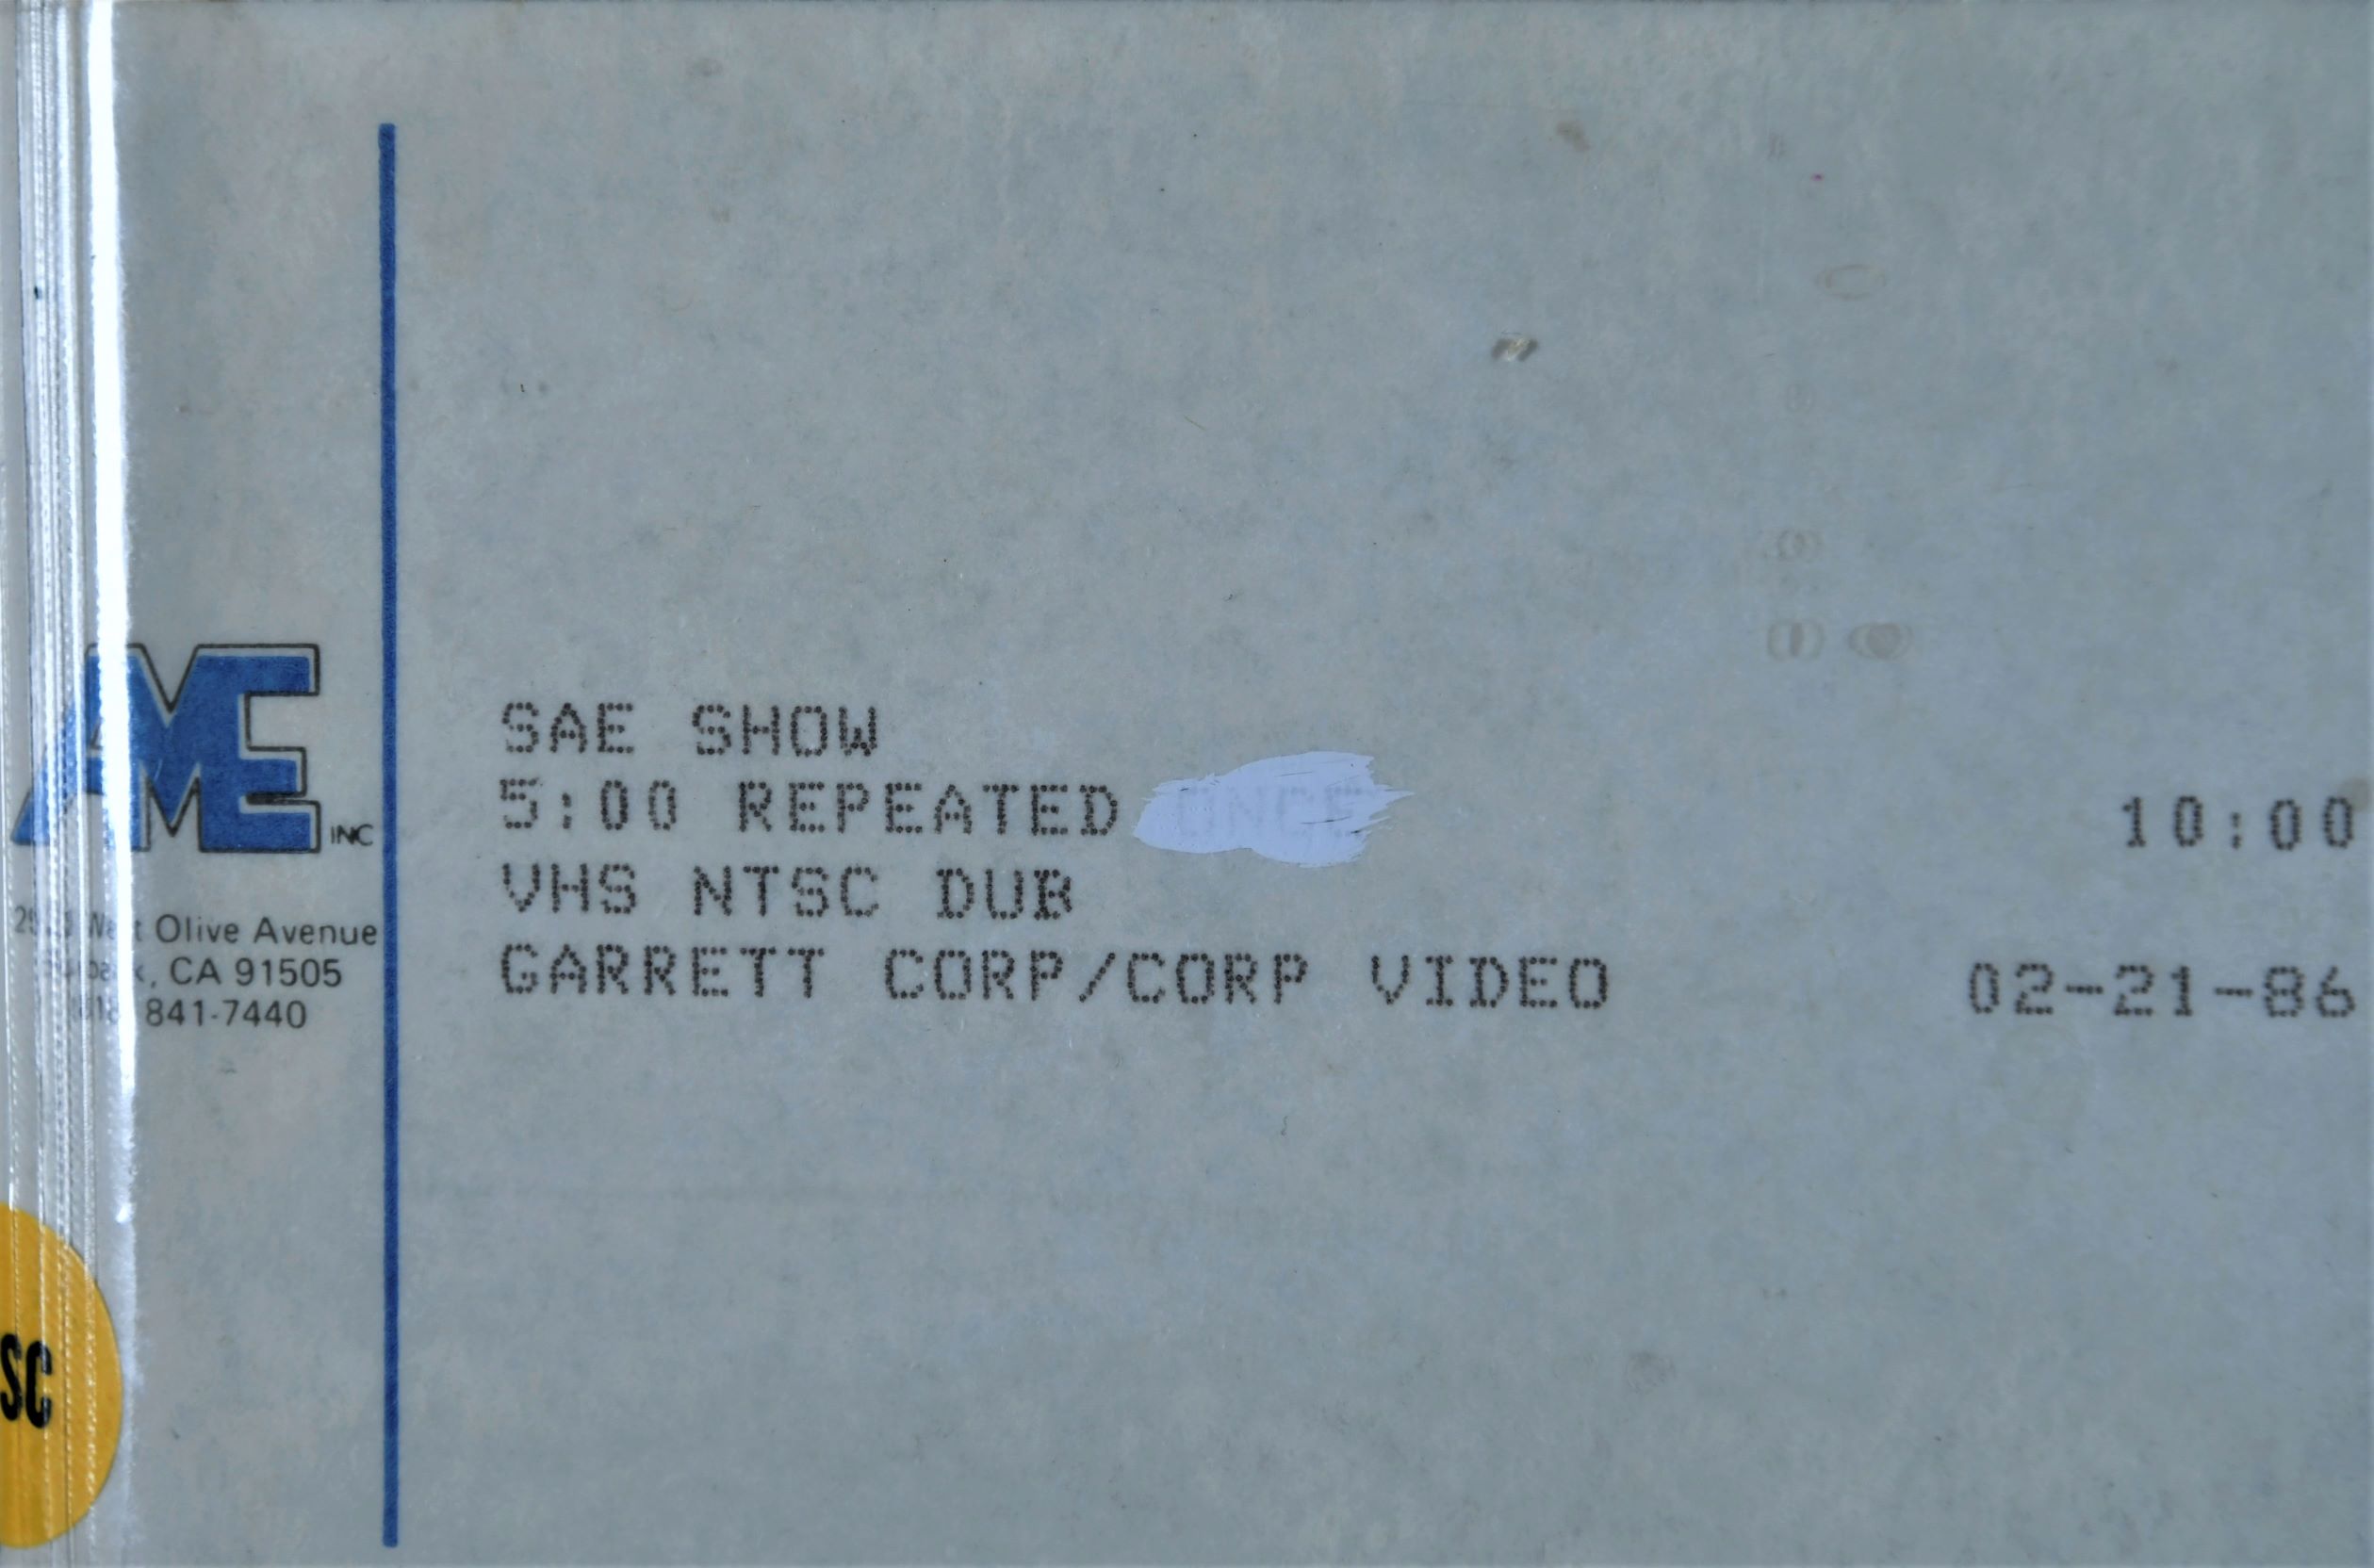 AME INC
Olive Avenue
, CA 91505
841-7440
SC
SAE SHOW
5:00 REPEATED ONCE 10:00
VHS NTSC DUB
GARRETT CORP/CORP VIDEO 02-21-86